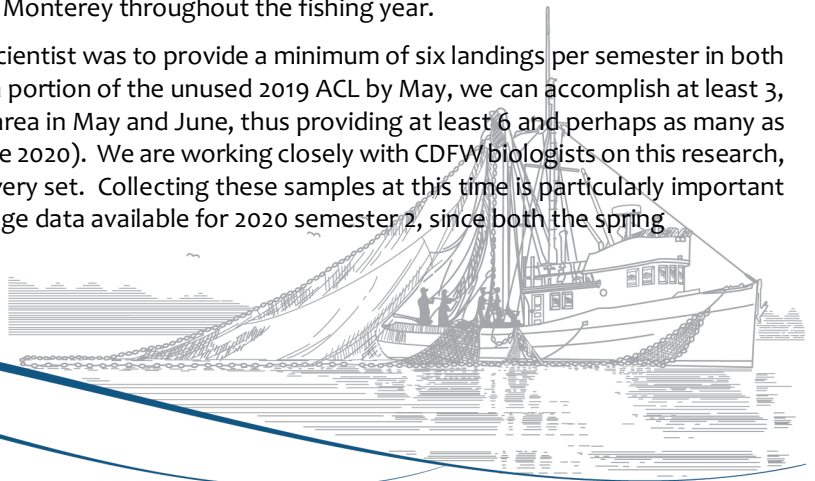 Monterey throughout the fishing year.
cientist was to provide a minimum of six landings per semester in both
portion of the unused 2019 ACL by May, we can accomplish at least 3,
area in May and June, thus providing at least 6 and perhaps as many as
e 2020).  We are working closely with CDFW biologists on this research,
very set.  Collecting these samples at this time is particularly important
ge data available for 2020 semester 2, since both the spring